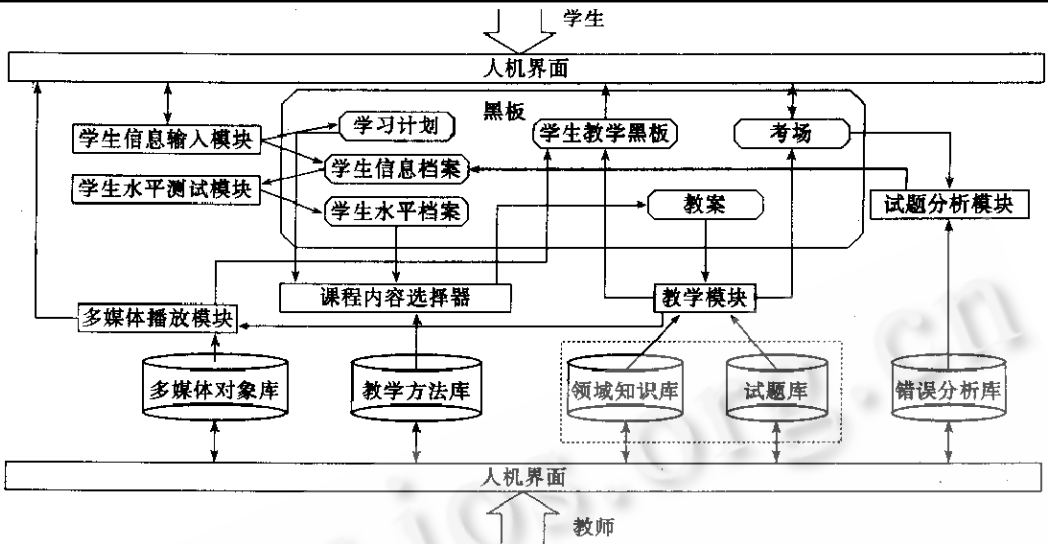 学生
人机界面
黑板
学生信息输入模块
学习计划
学生教学黑板
考场
学生信息档案
学生水平测试模块
学生水平档案
教案
试题分析模块
课程内容选择器
教学模块
多媒体播放模块
多媒体对象库
教学方法库
领域知识库
试题库
错误分析库
人机界面
教师